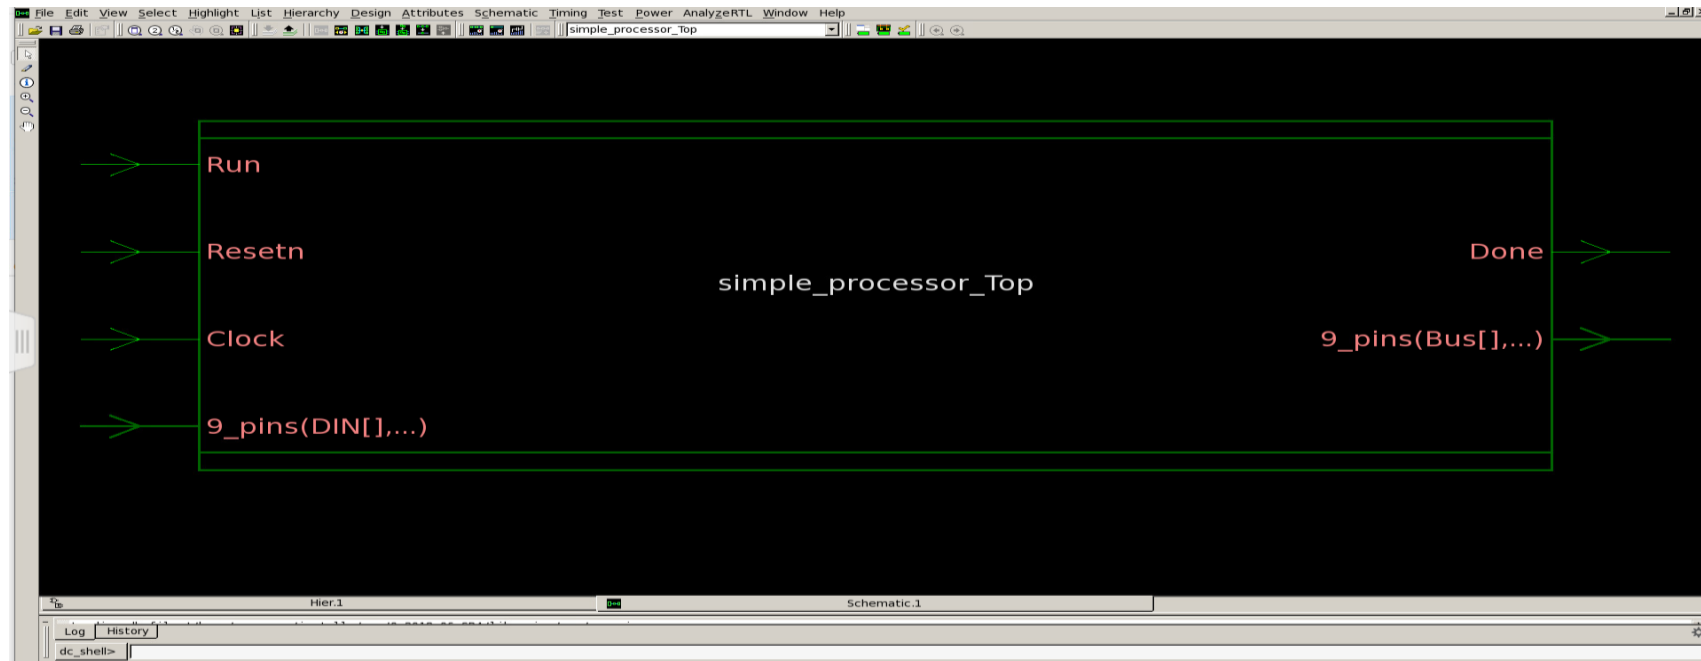 File Edit View Select Highlight List Hierarchy Design Attributes Schematic Timing Test Power AnalyzeRTL Window Help
simple_processor_Top
Run
Resetn
Done
simple_processor_Top
Clock
9_pins(Bus[],...)
9_pins(DIN[],...)
Hier.1
Schematic.1
Log History
dc_shell>